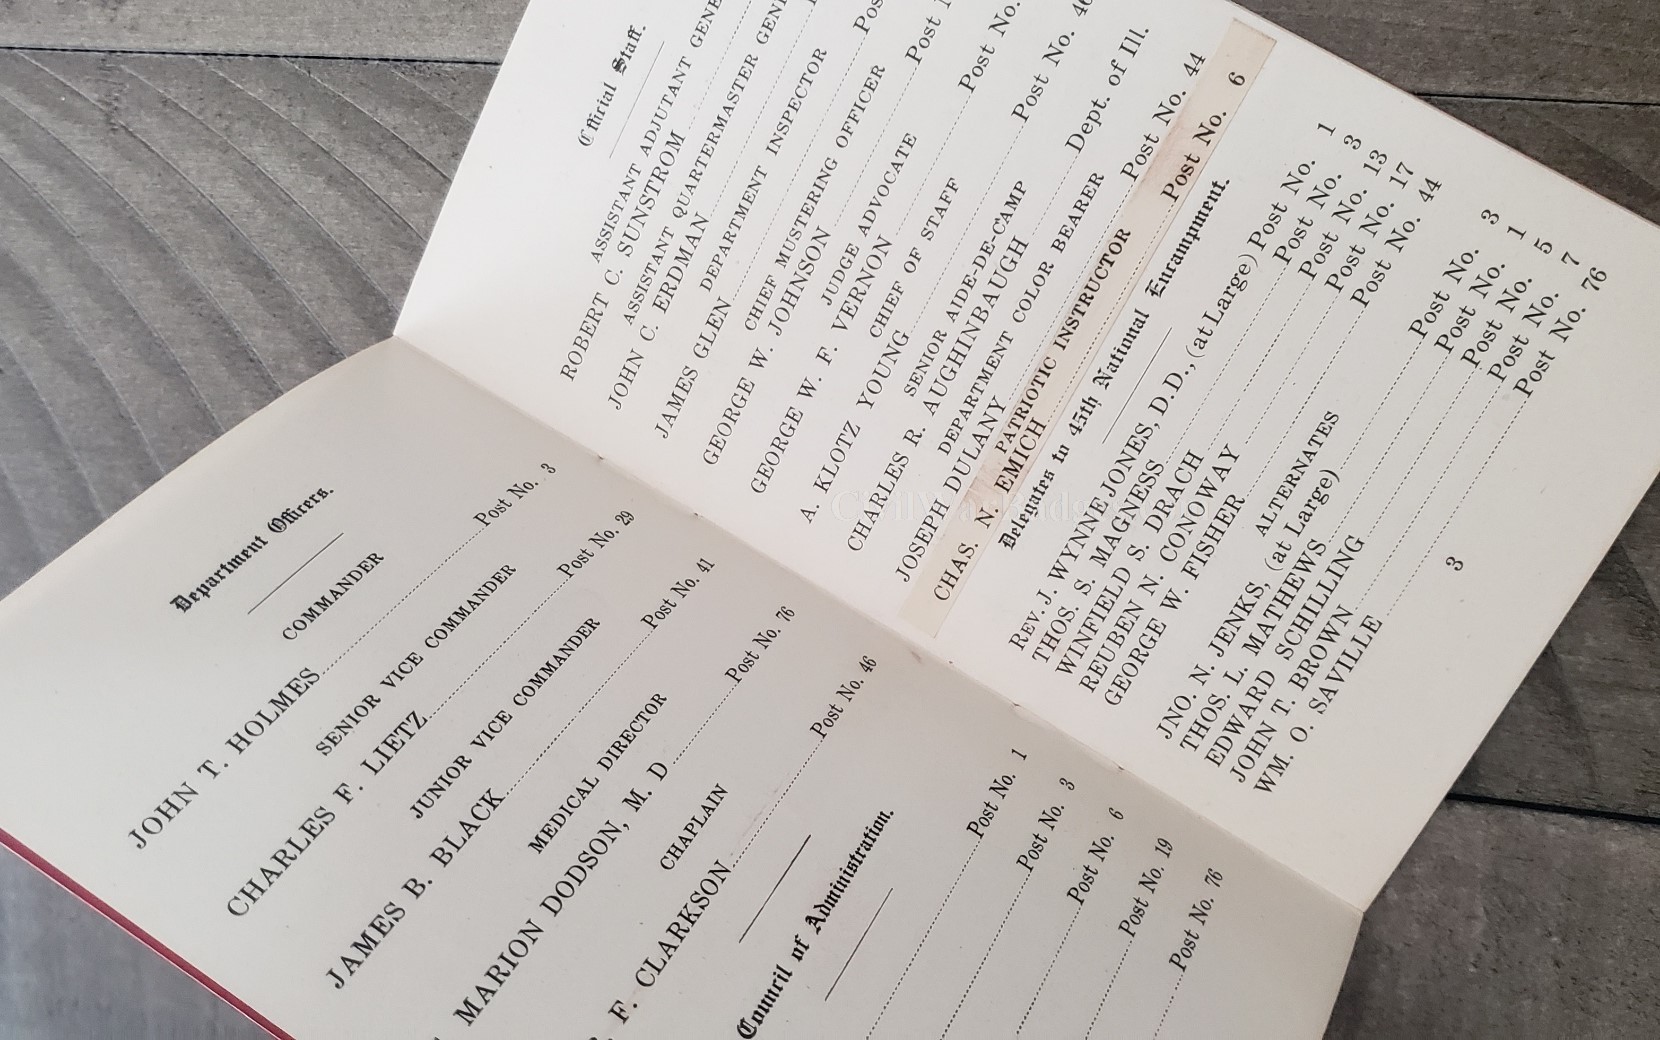 Department Officers.
COMMANDER
JOHN T. HOLMES Post No. 3
SENIOR VICE COMMANDER
CHARLES F. LIETZ Post No. 29
JUNIOR VICE COMMANDER
JAMES B. BLACK Post No. 41
MEDICAL DIRECTOR
MARION DODSON, M. D Post No. 76
CHAPLAIN
F. CLARKSON Post No. 46
Council of Administration.
Post No. 1
Post No. 3
Post No. 6
Post No. 19
Post No. 76
Official Staff.
ASSISTANT ADJUTANT GENE
ROBERT C. SUNSTROM Pos
ASSISTANT QUARTERMASTER GEN
JOHN C. ERDMAN Post
DEPARTMENT INSPECTOR
JAMES GLEN Post No.
CHIEF MUSTERING OFFICER
GEORGE W. JOHNSON Post No. 46
JUDGE ADVOCATE
GEORGE W. F. VERNON
CHIEF OF STAFF
A. KLOTZ YOUNG
SENIOR AIDE-DE-CAMP
CHARLES R. AUGHINBAUGH Dept. of Ill.
DEPARTMENT COLOR BEARER
JOSEPH DULANY Post No. 44
PATRIOTIC INSTRUCTOR
CHAS. N. EMICH Post No. 6
Delegates to 45th National Encampment.
REV. J. WYNNE JONES, D.D., (at Large) Post No. 1
THOS. S. MAGNESS Post No. 3
WINFIELD S. DRACH Post No. 13
REUBEN N. CONOWAY Post No. 17
GEORGE W. FISHER Post No. 44
ALTERNATES
JNO. N. JENKS, (at Large) Post No. 3
THOS. L. MATHEWS Post No. 1
EDWARD SCHILLING Post No. 5
JOHN T. BROWN Post No. 7
WM. O. SAVILLE Post No. 76
3